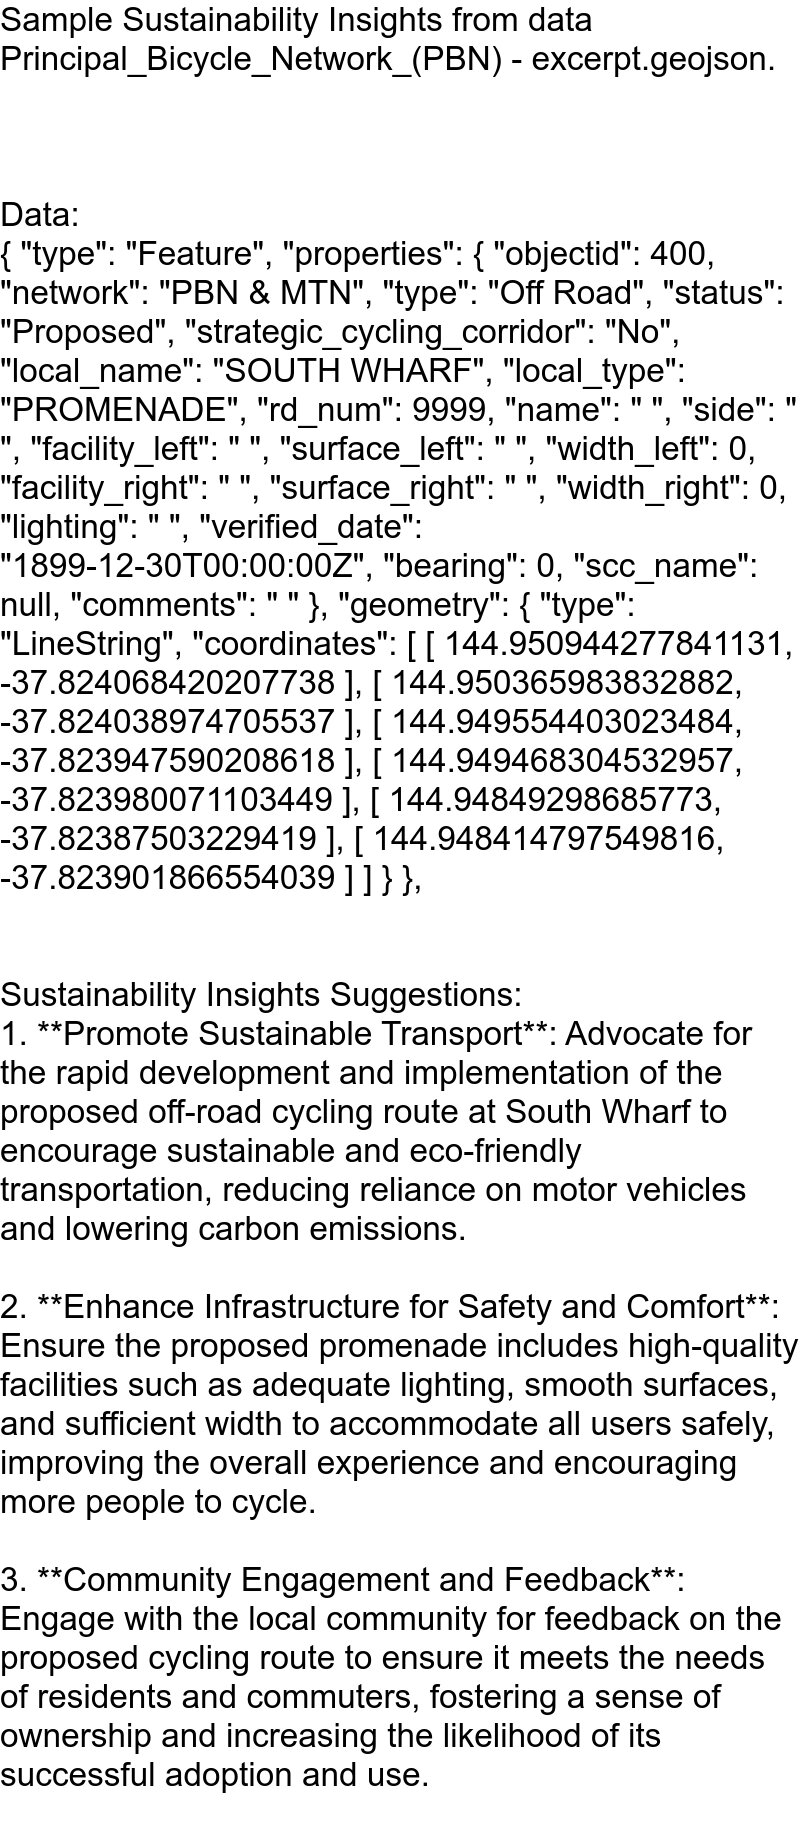 Sample Sustainability Insights from data
Principal_Bicycle_Network_(PBN) - excerpt.geojson.
Data:
{ "type": "Feature", "properties": { "objectid": 400,
"network": "PBN & MTN", "type": "Off Road", "status":
"Proposed", "strategic_cycling_corridor": "No",
"local_name": "SOUTH WHARF", "local_type":
"PROMENADE", "rd_num": 9999, "name": " ", "side": "
", "facility_left": " ", "surface_left": " ", "width_left": 0,
"facility_right": " ", "surface_right": " ", "width_right": 0,
"lighting": " ", "verified_date":
"1899-12-30T00:00:00Z", "bearing": 0, "scc_name":
null, "comments": " " }, "geometry": { "type":
"LineString", "coordinates": [ [ 144.950944277841131,
-37.824068420207738 ], [ 144.950365983832882,
-37.824038974705537 ], [ 144.949554403023484,
-37.823947590208618 ], [ 144.949468304532957,
-37.823980071103449 ], [ 144.94849298685773,
-37.82387503229419 ], [ 144.948414797549816,
-37.823901866554039 ] ] } },
Sustainability Insights Suggestions:
1. **Promote Sustainable Transport**: Advocate for
the rapid development and implementation of the
proposed off-road cycling route at South Wharf to
encourage sustainable and eco-friendly
transportation, reducing reliance on motor vehicles
and lowering carbon emissions.
2. **Enhance Infrastructure for Safety and Comfort**:
Ensure the proposed promenade includes high-quality
facilities such as adequate lighting, smooth surfaces,
and sufficient width to accommodate all users safely,
improving the overall experience and encouraging
more people to cycle.
3. **Community Engagement and Feedback**:
Engage with the local community for feedback on the
proposed cycling route to ensure it meets the needs
of residents and commuters, fostering a sense of
ownership and increasing the likelihood of its
successful adoption and use.